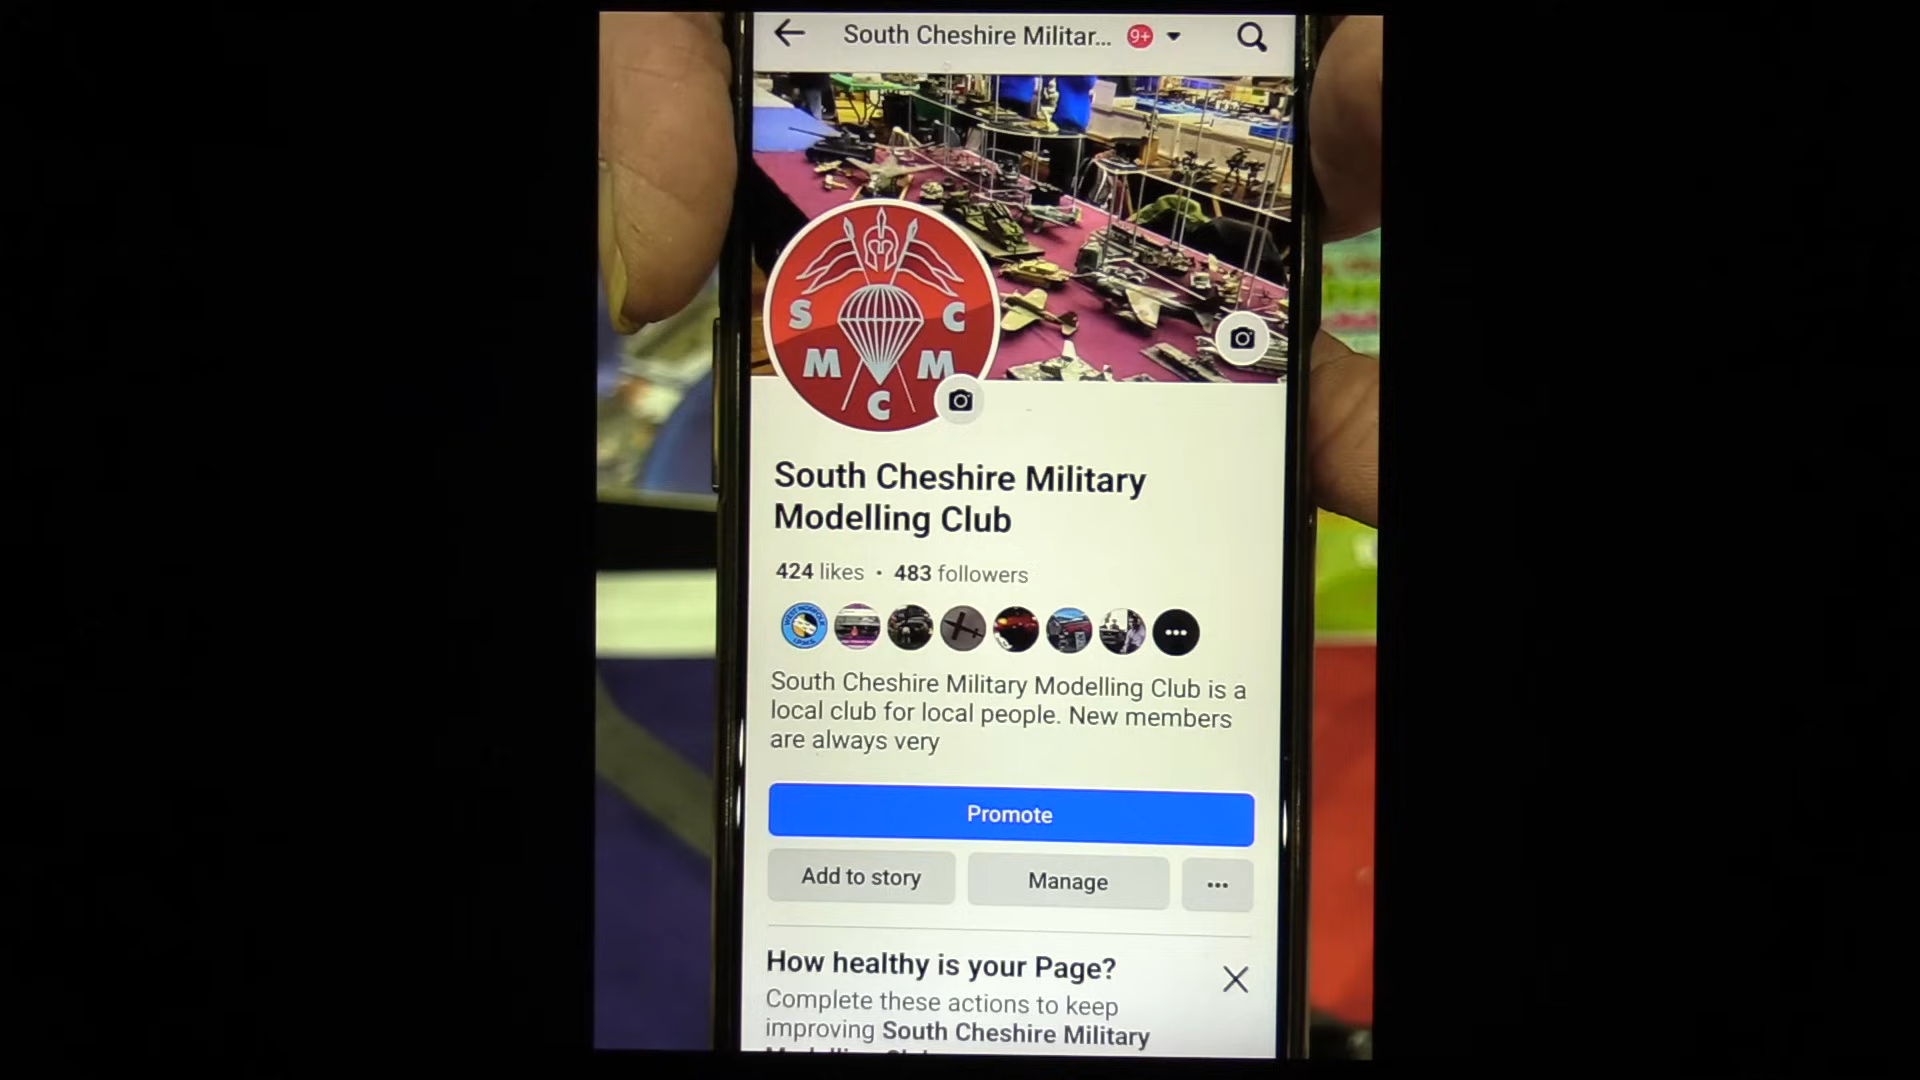 South Cheshire Militar... 9+
S C
M M
C
South Cheshire Military
Modelling Club
424 likes · 483 followers
South Cheshire Military Modelling Club is a
local club for local people. New members
are always very
Promote
Add to story Manage ...
How healthy is your Page?
Complete these actions to keep
improving South Cheshire Military